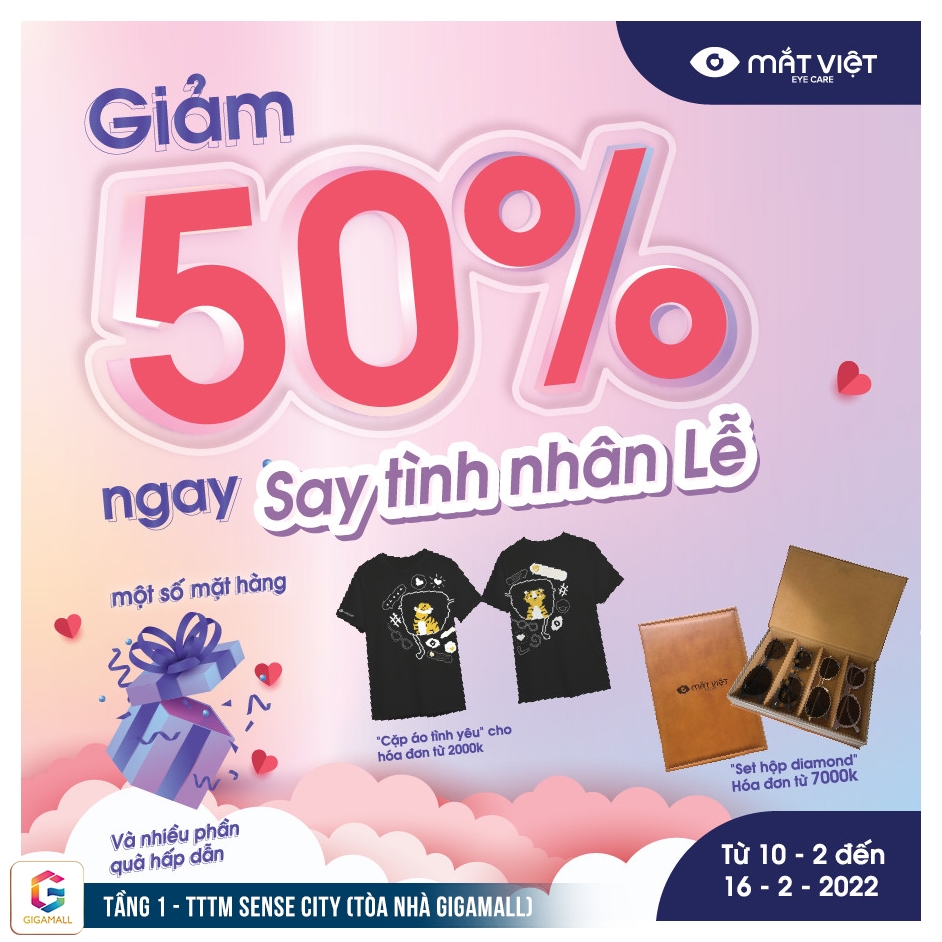 MẮT VIỆT
EYE CARE
Giảm
50%
ngay Say tình nhân Lễ
một số mặt hàng
MẮT VIỆT
"Cặp áo tình yêu" cho
hóa đơn từ 2000k
"Set hộp diamond"
Hóa đơn từ 7000k
Và nhiều phần
quà hấp dẫn
Từ 10 - 2 đến
16 - 2 - 2022
GIGAMALL
TẦNG 1 - TTTM SENSE CITY (TÒA NHÀ GIGAMALL)